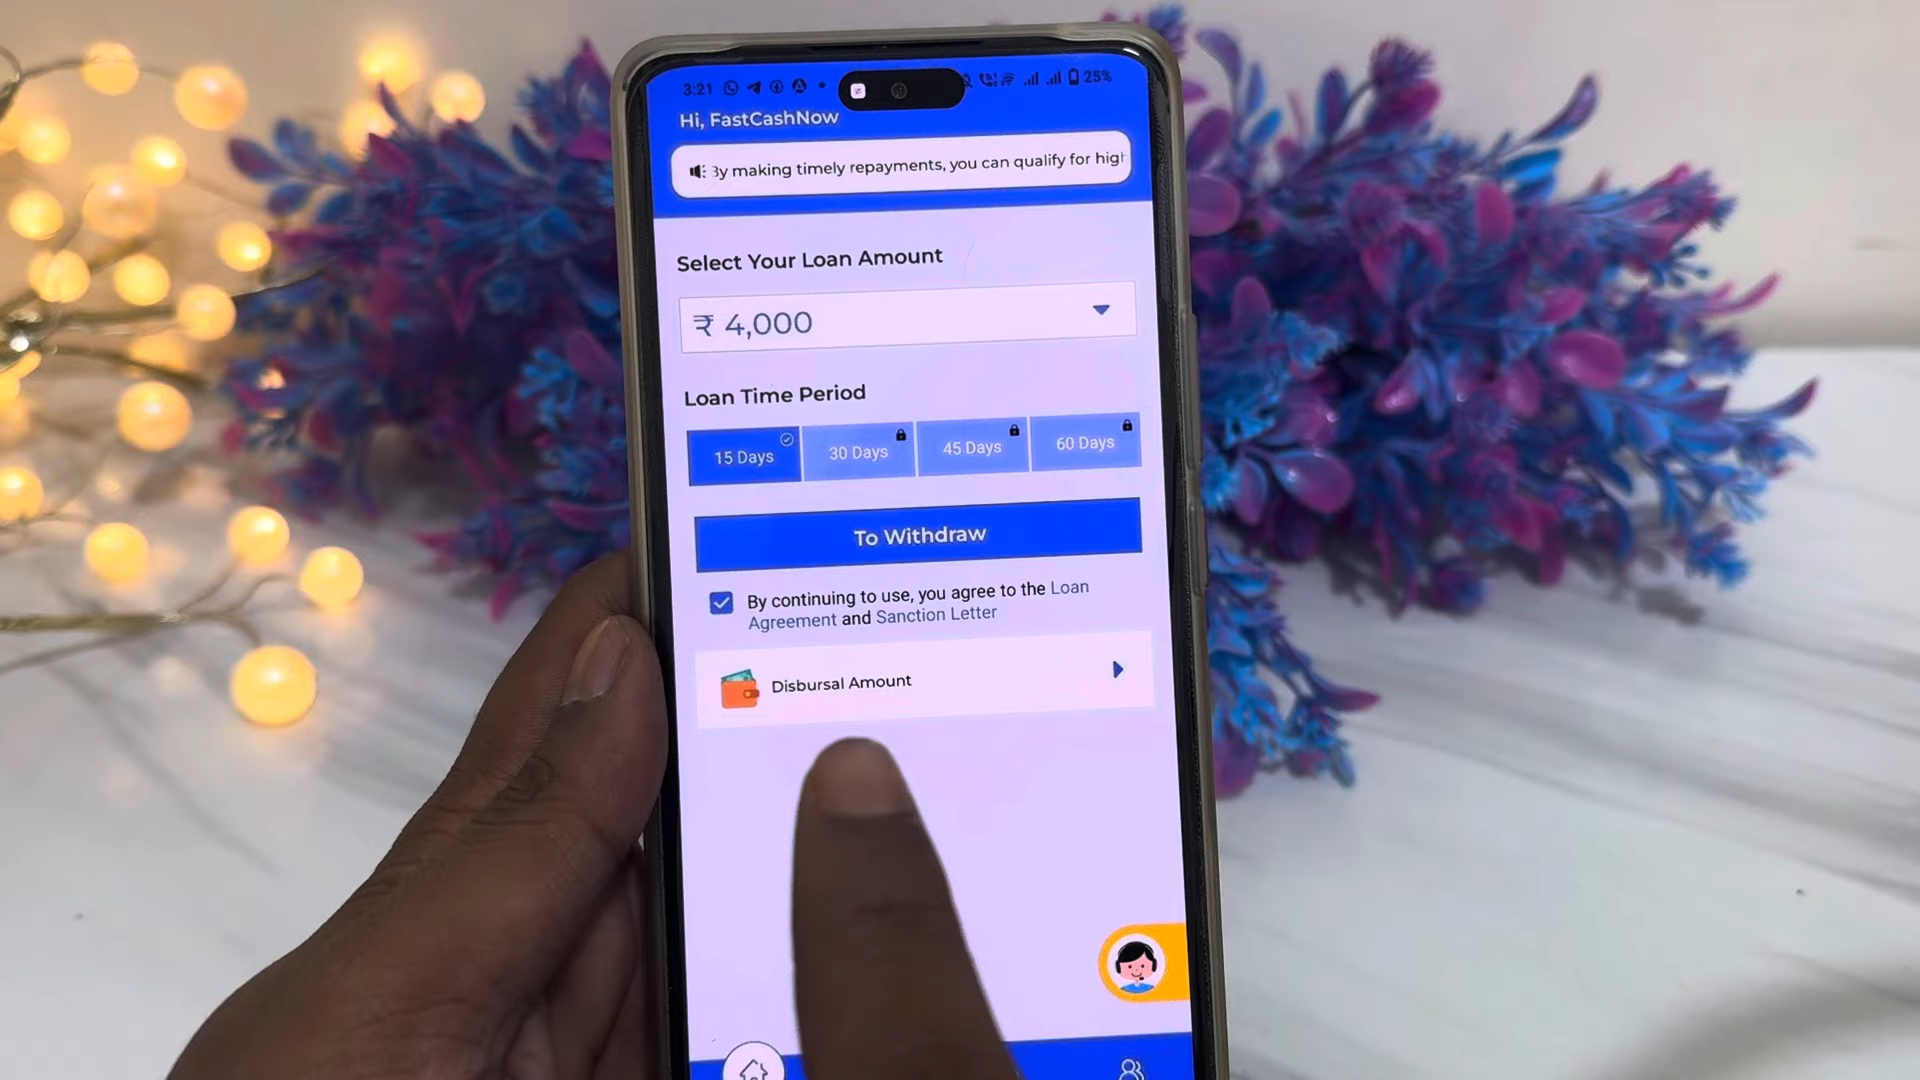 3:21
25%
Hi, FastCashNow
By making timely repayments, you can qualify for high
Select Your Loan Amount
₹ 4,000
Loan Time Period
15 Days
30 Days
45 Days
60 Days
To Withdraw
By continuing to use, you agree to the Loan
Agreement and Sanction Letter
Disbursal Amount